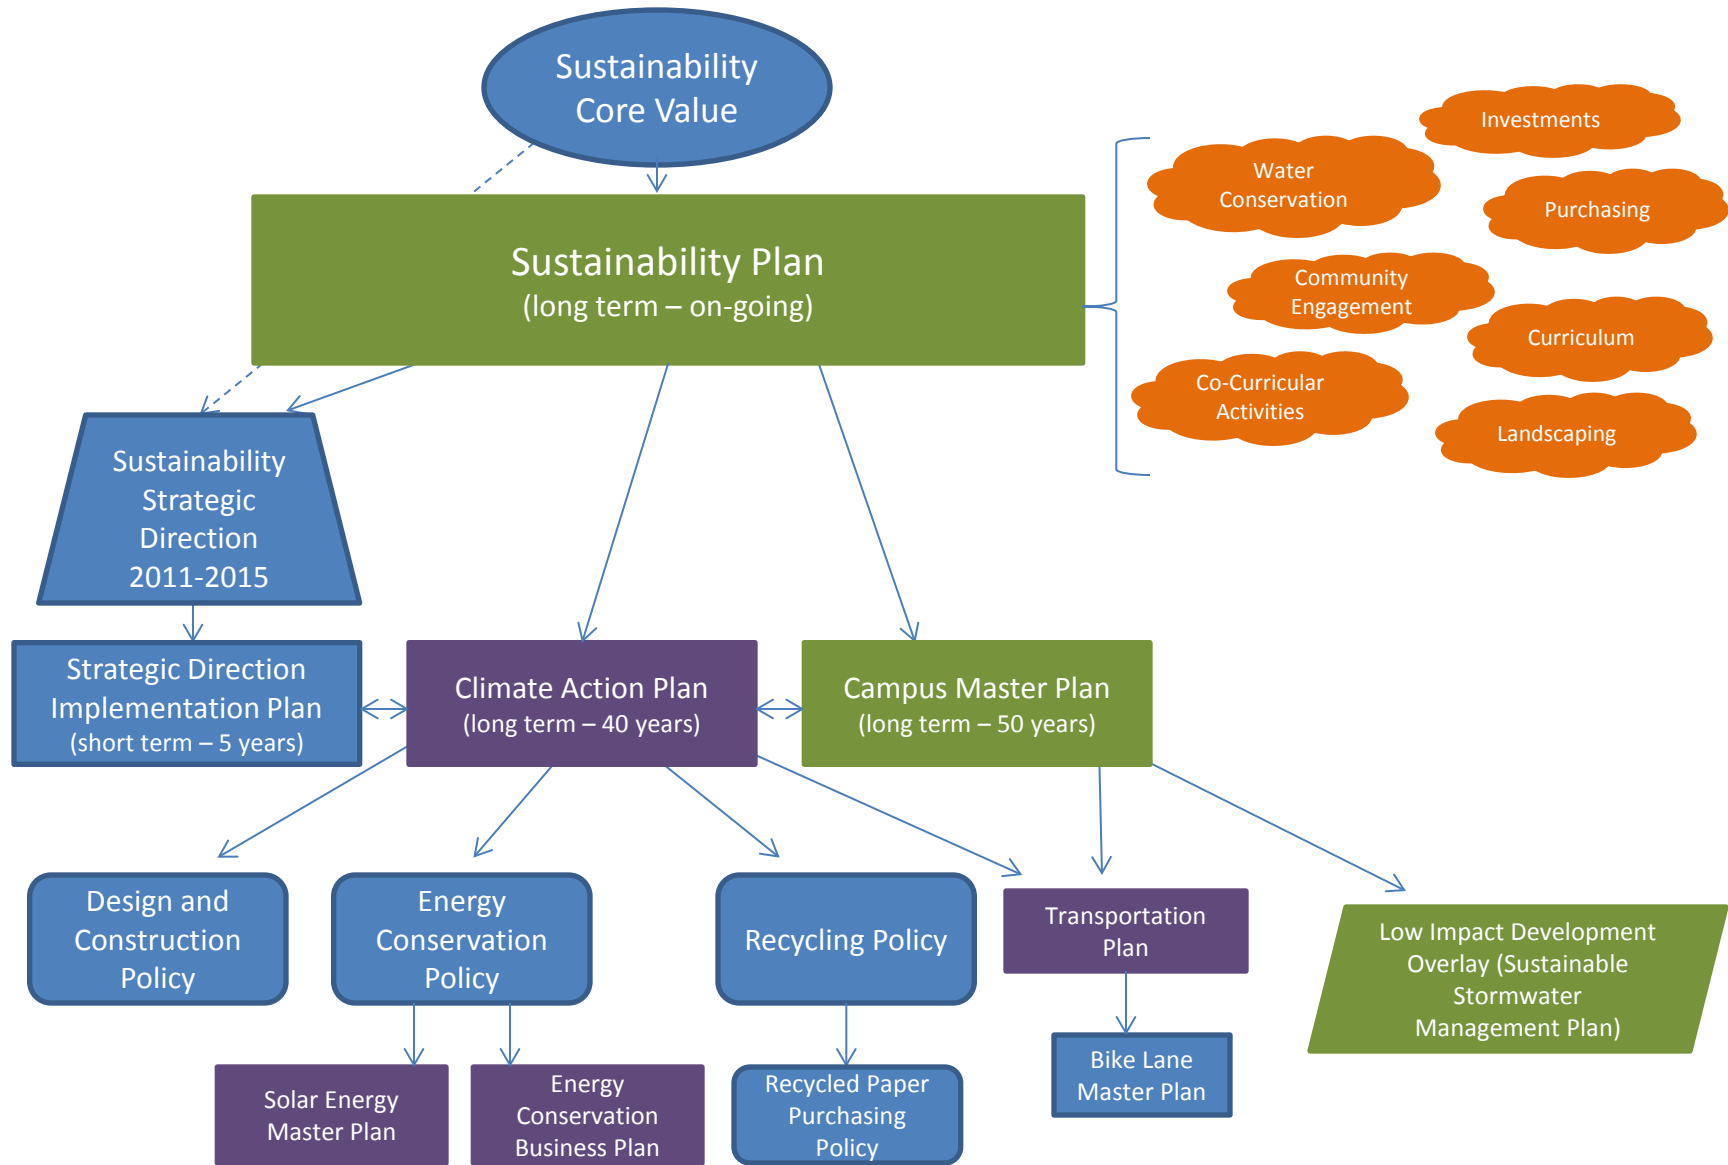 Sustainability
Core Value
Investments
Water
Conservation
Purchasing
Sustainability Plan
(long term – on-going)
Community
Engagement
Curriculum
Co-Curricular
Activities
Landscaping
Sustainability
Strategic
Direction
2011-2015
Strategic Direction
Implementation Plan
(short term – 5 years)
Climate Action Plan
(long term – 40 years)
Campus Master Plan
(long term – 50 years)
Design and
Construction
Policy
Energy
Conservation
Policy
Recycling Policy
Transportation
Plan
Low Impact Development
Overlay (Sustainable
Stormwater
Management Plan)
Solar Energy
Master Plan
Energy
Conservation
Business Plan
Recycled Paper
Purchasing
Policy
Bike Lane
Master Plan